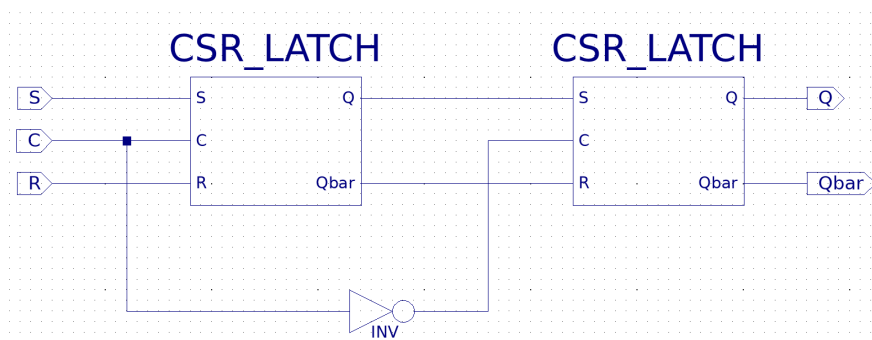 CSR_LATCH CSR_LATCH
S S Q S Q Q
C C C
R R Qbar R Qbar Qbar
INV